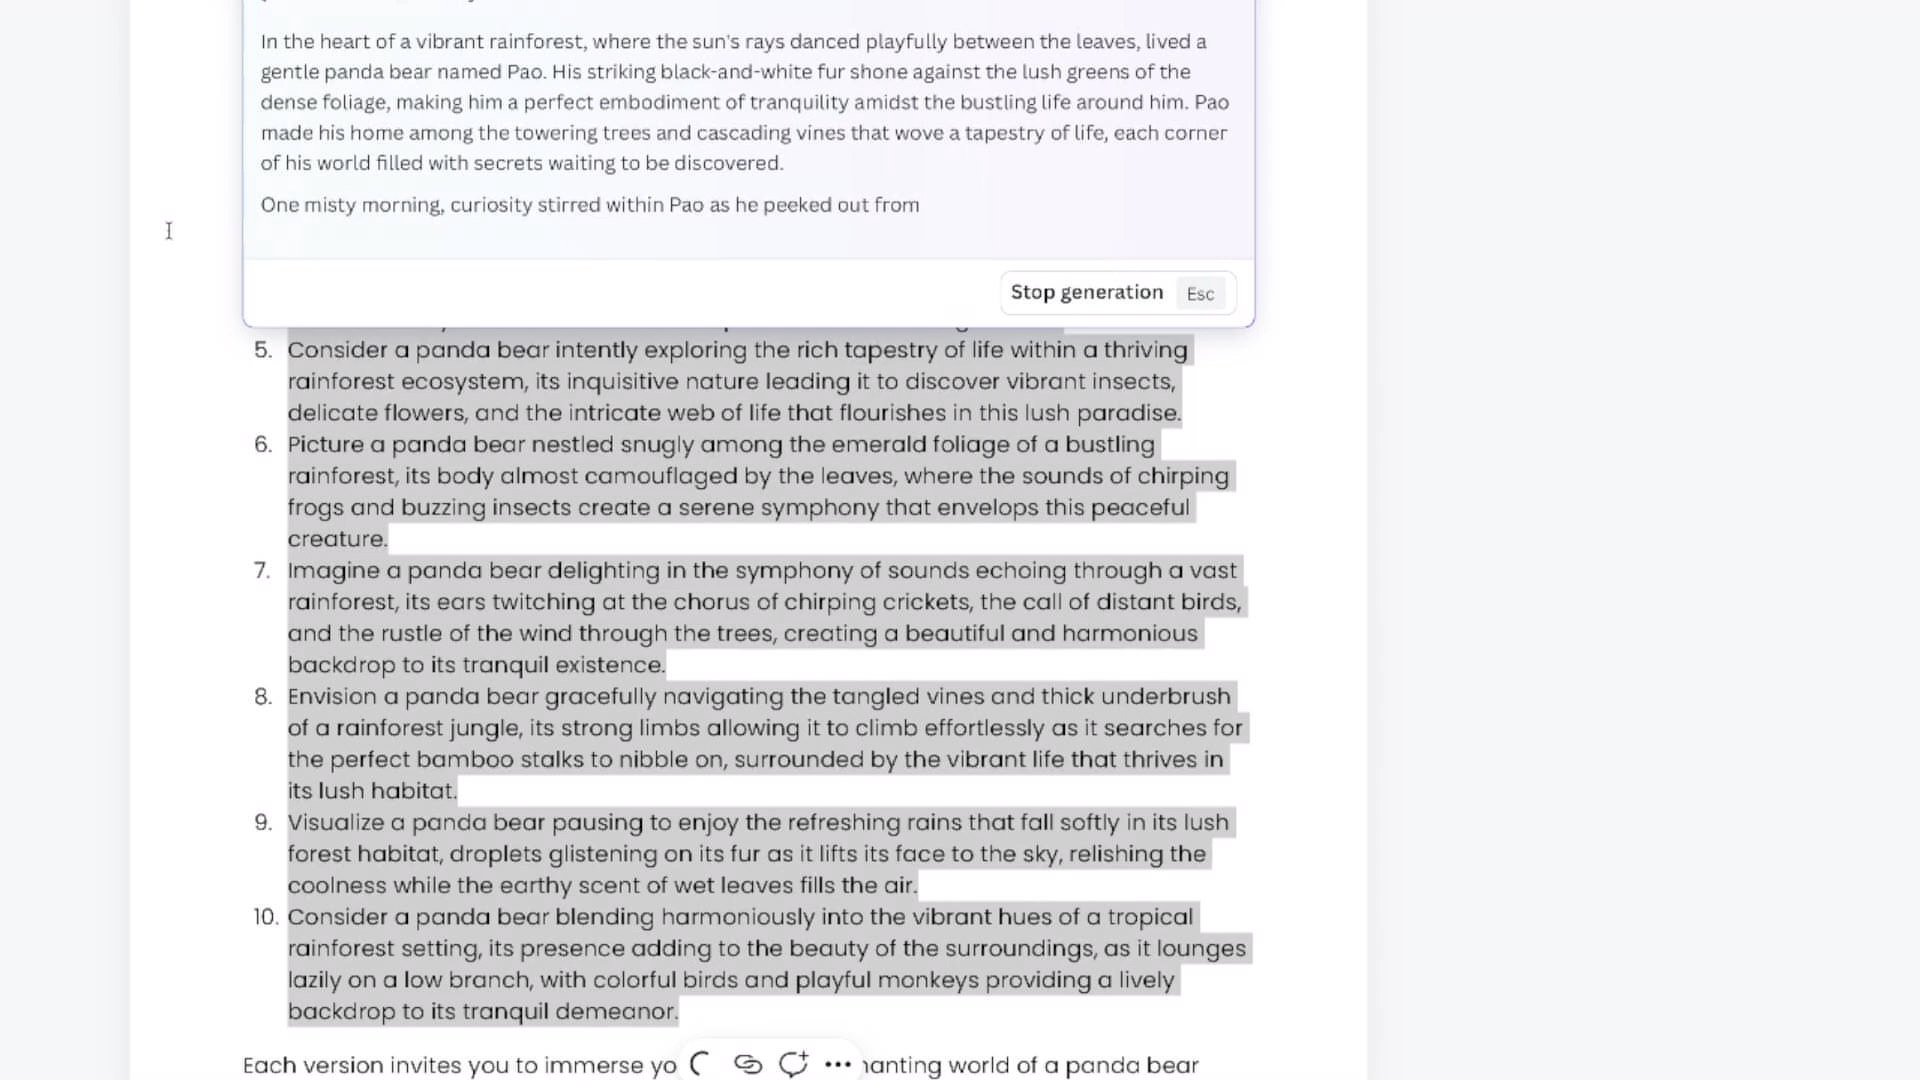 In the heart of a vibrant rainforest, where the sun's rays danced playfully between the leaves, lived a
gentle panda bear named Pao. His striking black-and-white fur shone against the lush greens of the
dense foliage, making him a perfect embodiment of tranquility amidst the bustling life around him. Pao
made his home among the towering trees and cascading vines that wove a tapestry of life, each corner
of his world filled with secrets waiting to be discovered.
One misty morning, curiosity stirred within Pao as he peeked out from
Stop generation Esc
5. Consider a panda bear intently exploring the rich tapestry of life within a thriving
rainforest ecosystem, its inquisitive nature leading it to discover vibrant insects,
delicate flowers, and the intricate web of life that flourishes in this lush paradise.
6. Picture a panda bear nestled snugly among the emerald foliage of a bustling
rainforest, its body almost camouflaged by the leaves, where the sounds of chirping
frogs and buzzing insects create a serene symphony that envelops this peaceful
creature.
7. Imagine a panda bear delighting in the symphony of sounds echoing through a vast
rainforest, its ears twitching at the chorus of chirping crickets, the call of distant birds,
and the rustle of the wind through the trees, creating a beautiful and harmonious
backdrop to its tranquil existence.
8. Envision a panda bear gracefully navigating the tangled vines and thick underbrush
of a rainforest jungle, its strong limbs allowing it to climb effortlessly as it searches for
the perfect bamboo stalks to nibble on, surrounded by the vibrant life that thrives in
its lush habitat.
9. Visualize a panda bear pausing to enjoy the refreshing rains that fall softly in its lush
forest habitat, droplets glistening on its fur as it lifts its face to the sky, relishing the
coolness while the earthy scent of wet leaves fills the air.
10. Consider a panda bear blending harmoniously into the vibrant hues of a tropical
rainforest setting, its presence adding to the beauty of the surroundings, as it lounges
lazily on a low branch, with colorful birds and playful monkeys providing a lively
backdrop to its tranquil demeanor.
Each version invites you to immerse yo hanting world of a panda bear